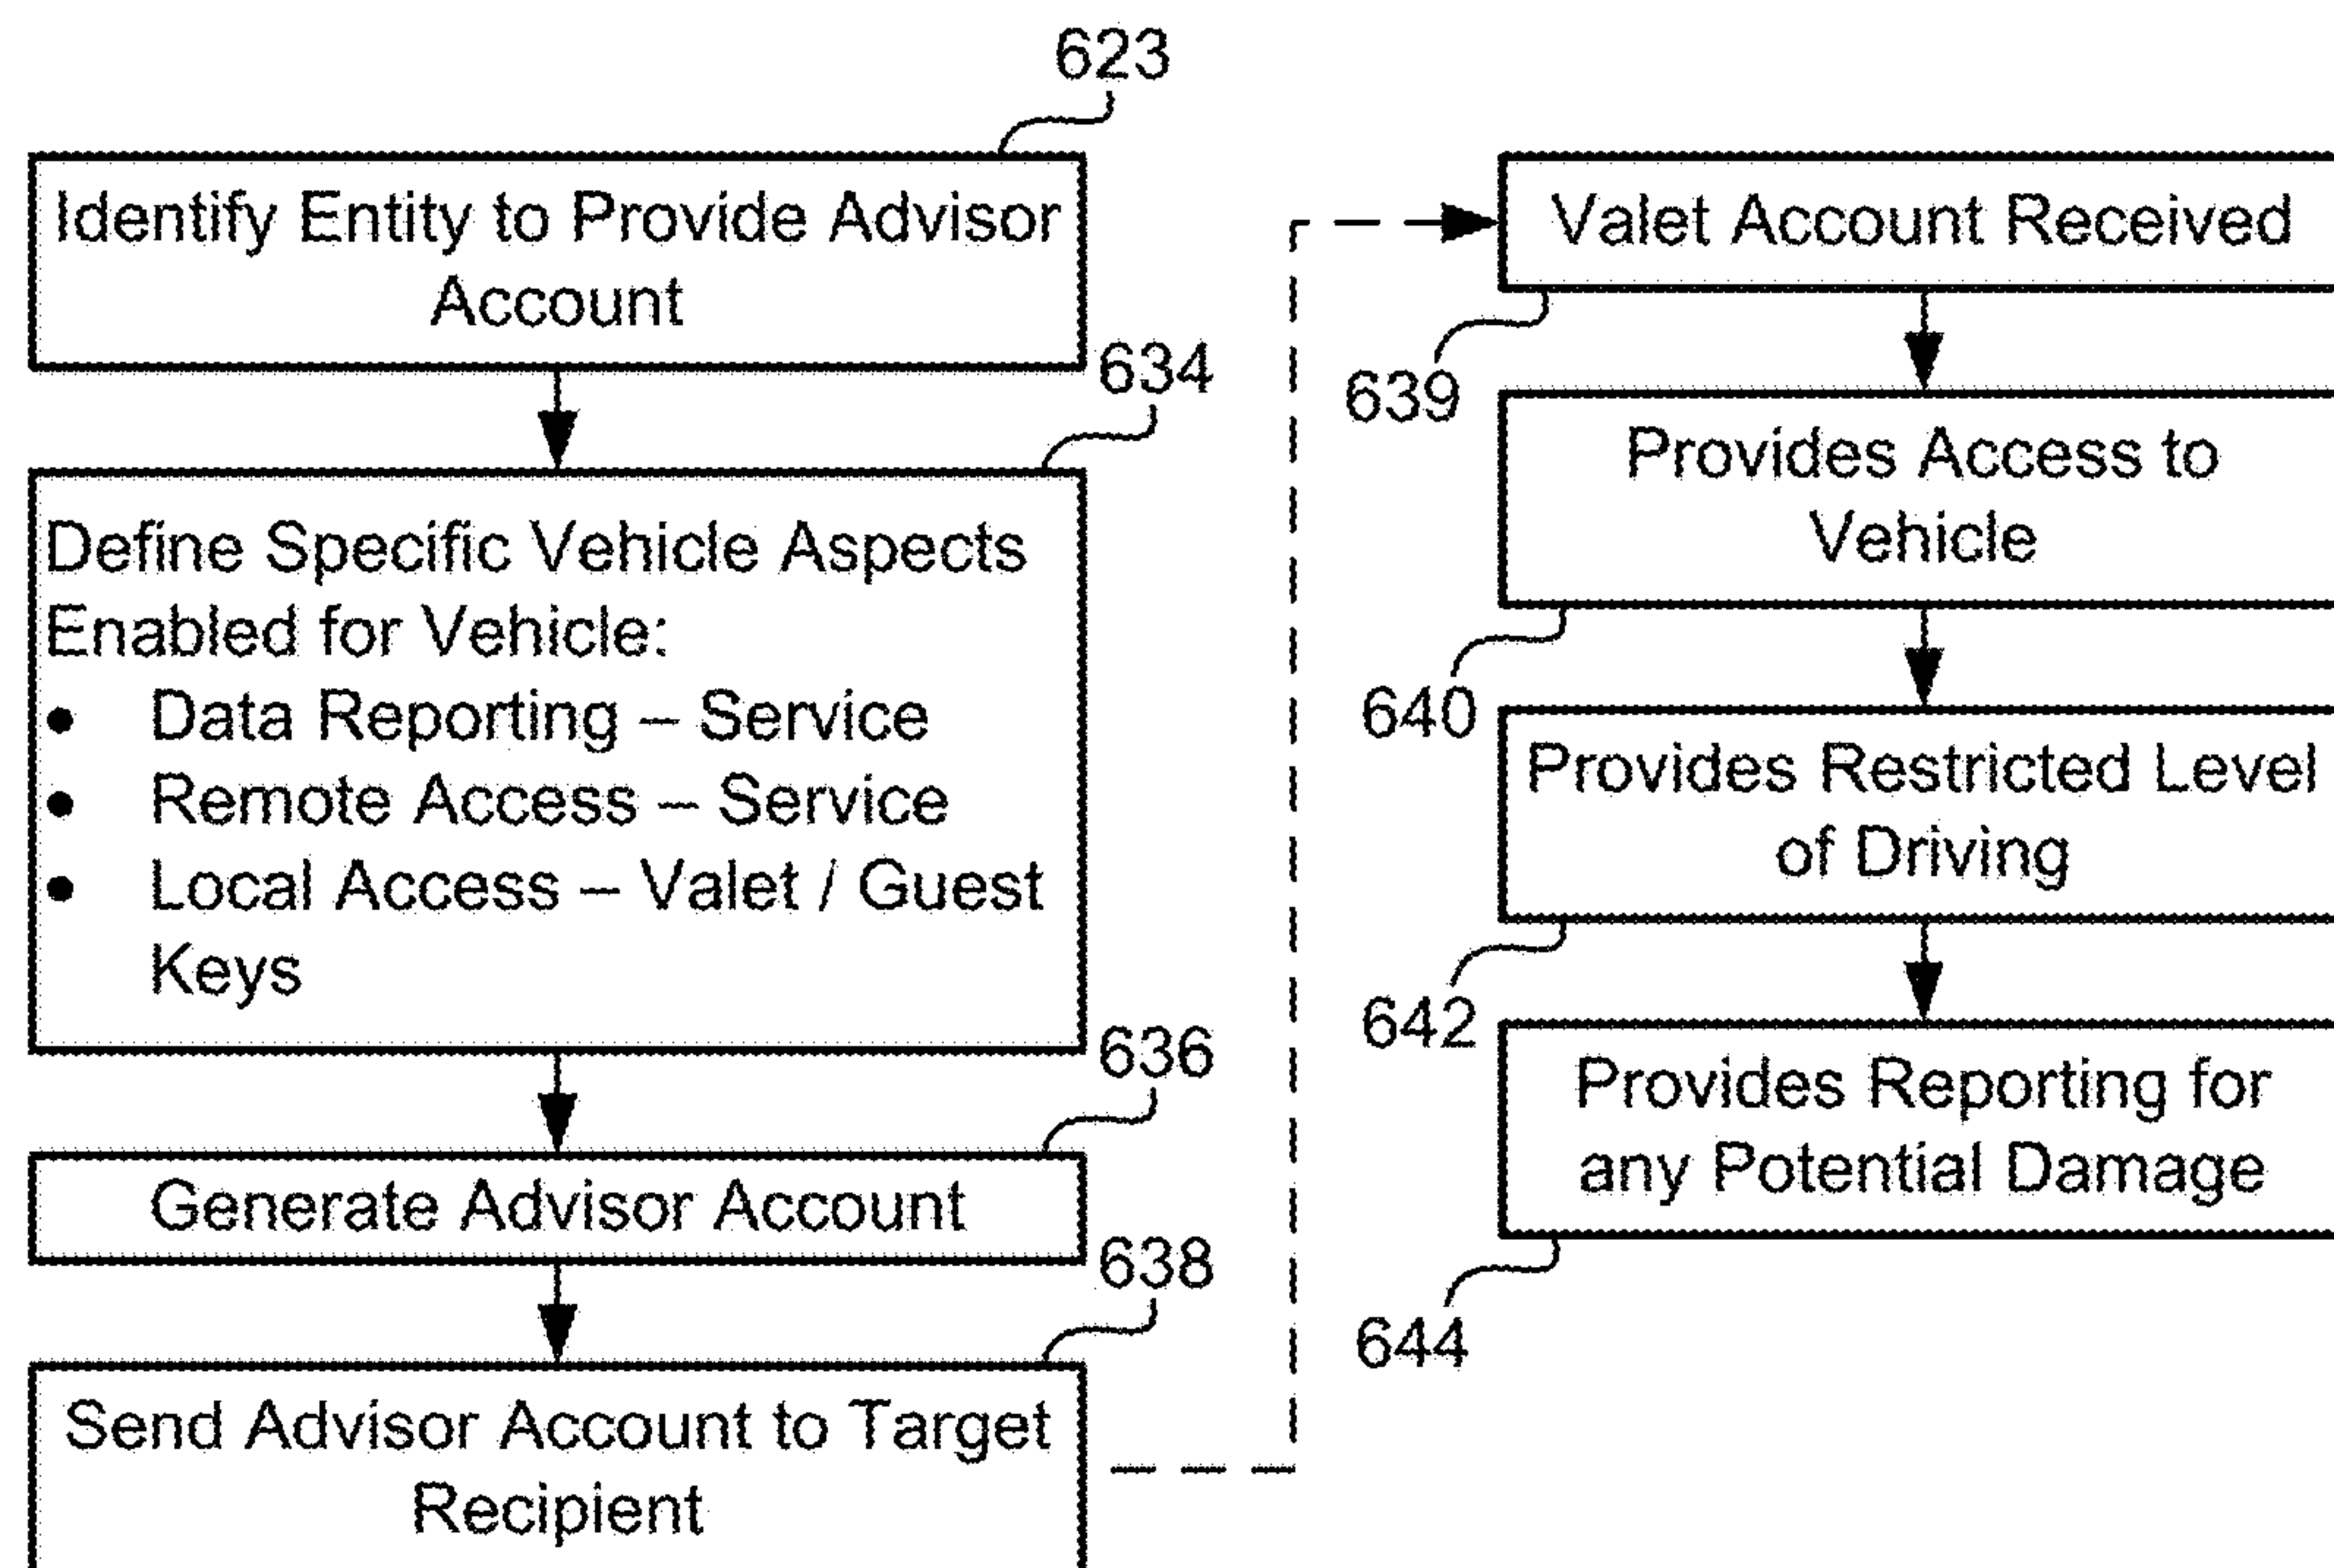 623
Identify Entity to Provide Advisor
Account
634
Define Specific Vehicle Aspects
Enabled for Vehicle:
• Data Reporting – Service
• Remote Access – Service
• Local Access – Valet / Guest
Keys
636
Generate Advisor Account
638
Send Advisor Account to Target
Recipient
Valet Account Received
639
Provides Access to
Vehicle
640
Provides Restricted Level
of Driving
642
Provides Reporting for
any Potential Damage
644